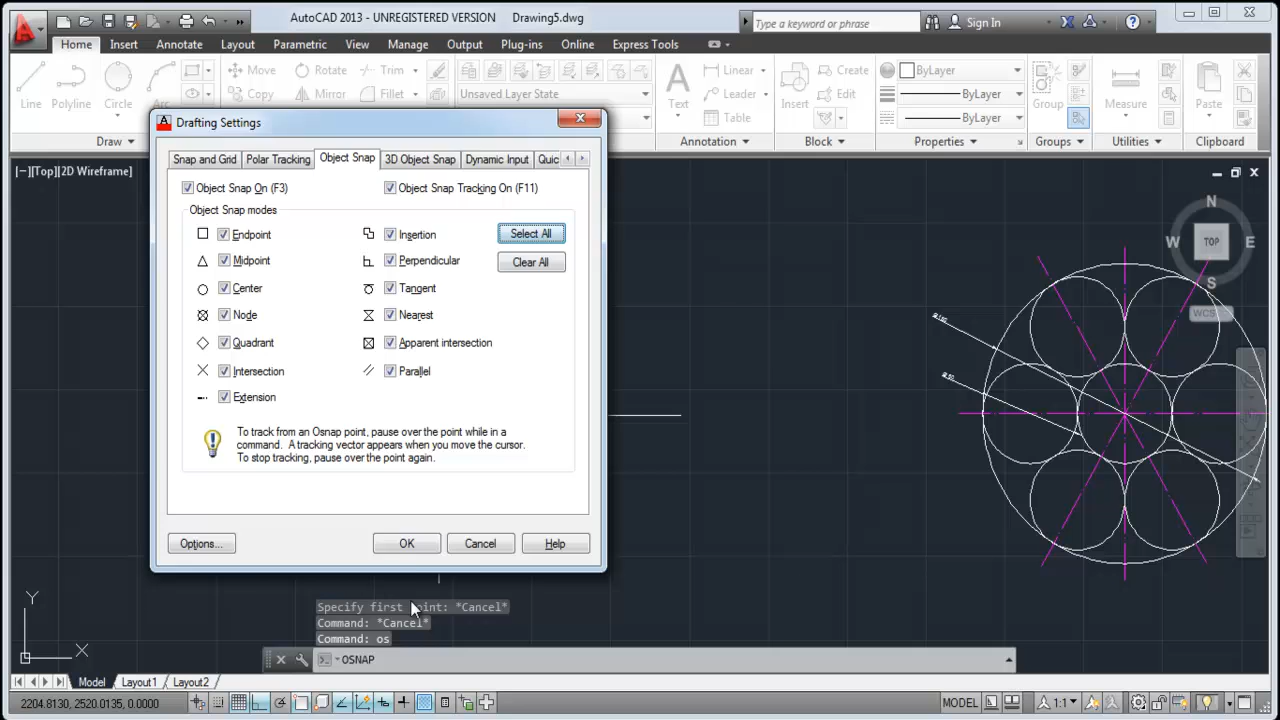 AutoCAD 2013 - UNREGISTERED VERSION Drawing5.dwg
Type a keyword or phrase
Sign In
Home Insert Annotate Layout Parametric View Manage Output Plug-ins Online Express Tools
Line Polyline Circle Arc
Move Rotate Trim
Copy Mirror Fillet
Unsaved Layer State
Text
Linear
Leader
Table
Insert
Create
Edit
ByLayer
ByLayer
ByLayer
Group
Measure
Paste
Draw
Annotation
Block
Properties
Groups
Utilities
Clipboard
Drafting Settings
Snap and Grid Polar Tracking Object Snap 3D Object Snap Dynamic Input Quic
Object Snap On (F3) Object Snap Tracking On (F11)
Object Snap modes
Endpoint Insertion Select All
Midpoint Perpendicular Clear All
Center Tangent
Node Nearest
Quadrant Apparent intersection
Intersection Parallel
Extension
To track from an Osnap point, pause over the point while in a
command. A tracking vector appears when you move the cursor.
To stop tracking, pause over the point again.
Options... OK Cancel Help
[−][Top][2D Wireframe]
N
W TOP E
S
WCS
Y
X
Specify first point: *Cancel*
Command: *Cancel*
Command: os
OSNAP
Model Layout1 Layout2
2204.8130, 2520.0135, 0.0000
MODEL
1:1